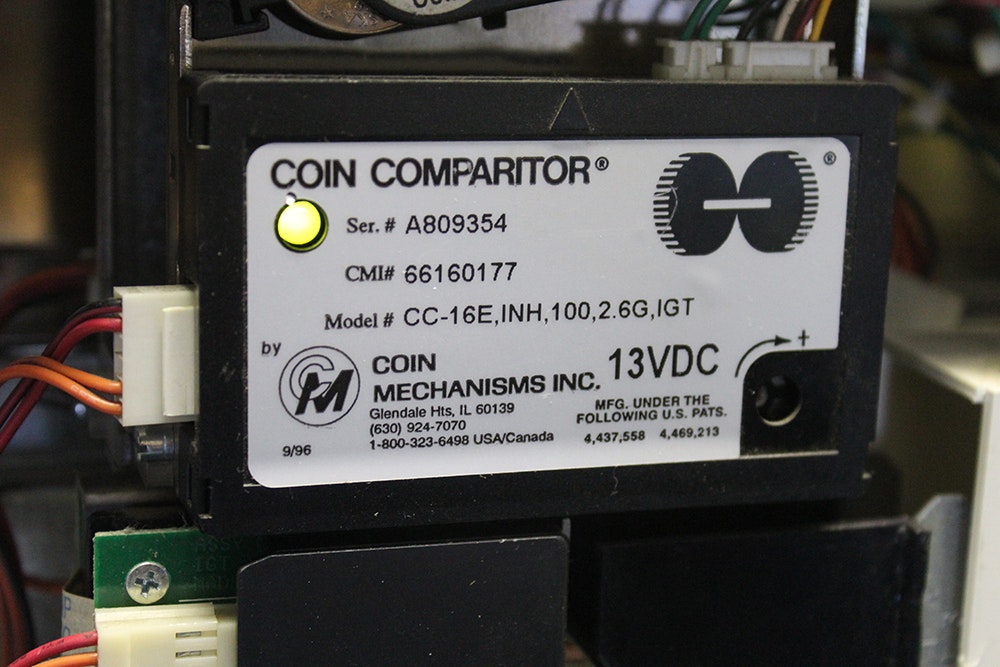 COIN COMPARITOR®
®
Ser. # A809354
CMI# 66160177
Model # CC-16E,INH,100,2.6G,IGT
by
CM
COIN
MECHANISMS INC.
Glendale Hts, IL 60139
(630) 924-7070
1-800-323-6498 USA/Canada
9/96
13VDC
+
MFG. UNDER THE
FOLLOWING U.S. PATS.
4,437,558 4,469,213